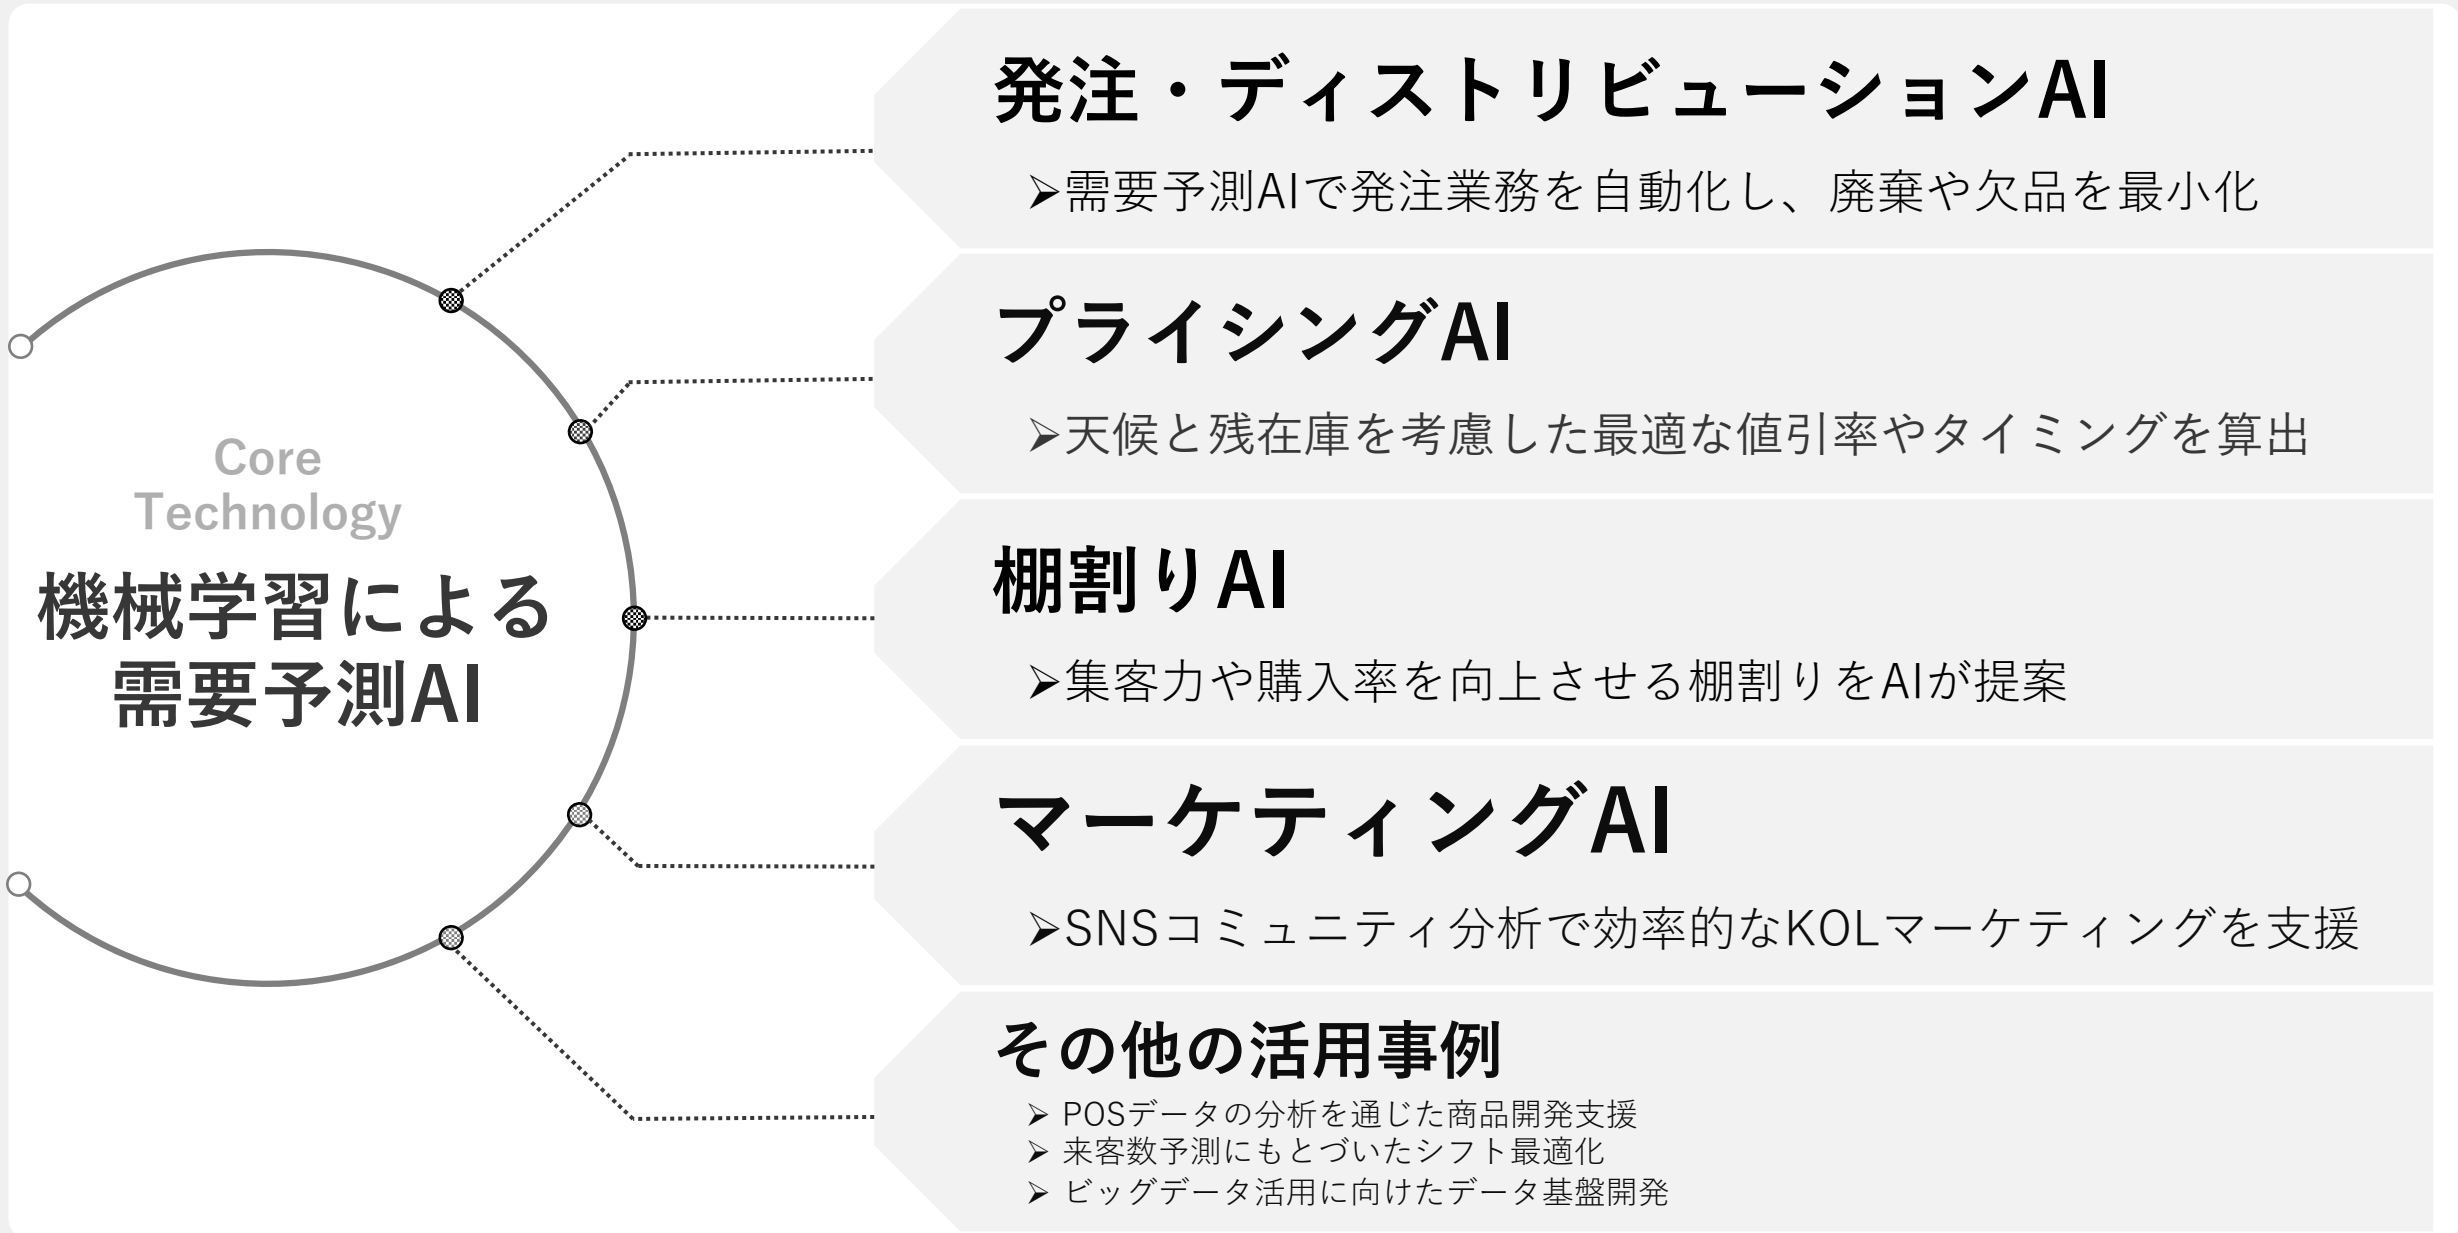 Core
Technology
機械学習による
需要予測AI
発注・ディストリビューションAI
➢需要予測AIで発注業務を自動化し、廃棄や欠品を最小化
プライシングAI
➢天候と残在庫を考慮した最適な値引率やタイミングを算出
棚割りAI
➢集客力や購入率を向上させる棚割りをAIが提案
マーケティングAI
➢SNSコミュニティ分析で効率的なKOLマーケティングを支援
その他の活用事例
➢ POSデータの分析を通じた商品開発支援
➢ 来客数予測にもとづいたシフト最適化
➢ ビッグデータ活用に向けたデータ基盤開発